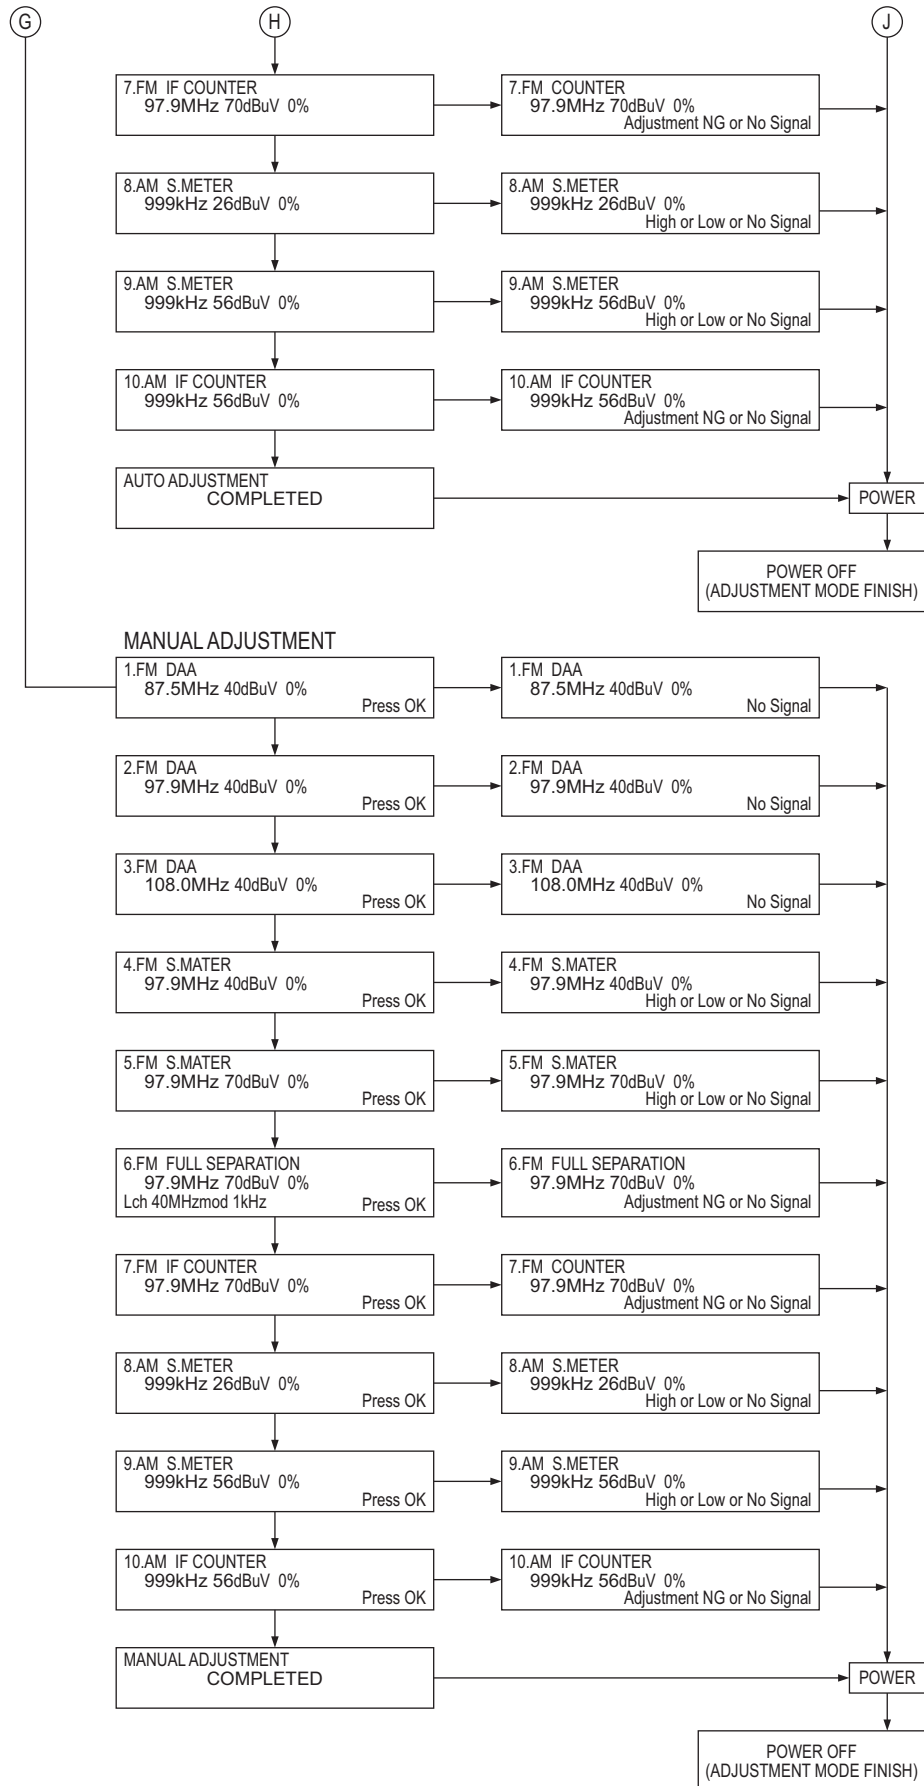 G
H
J
7.FM IF COUNTER
97.9MHz 70dBuV 0%
7.FM COUNTER
97.9MHz 70dBuV 0%
Adjustment NG or No Signal
8.AM S.METER
999kHz 26dBuV 0%
8.AM S.METER
999kHz 26dBuV 0%
High or Low or No Signal
9.AM S.METER
999kHz 56dBuV 0%
9.AM S.METER
999kHz 56dBuV 0%
High or Low or No Signal
10.AM IF COUNTER
999kHz 56dBuV 0%
10.AM IF COUNTER
999kHz 56dBuV 0%
Adjustment NG or No Signal
AUTO ADJUSTMENT
COMPLETED
POWER
POWER OFF
(ADJUSTMENT MODE FINISH)
MANUAL ADJUSTMENT
1.FM DAA
87.5MHz 40dBuV 0%
Press OK
1.FM DAA
87.5MHz 40dBuV 0%
No Signal
2.FM DAA
97.9MHz 40dBuV 0%
Press OK
2.FM DAA
97.9MHz 40dBuV 0%
No Signal
3.FM DAA
108.0MHz 40dBuV 0%
Press OK
3.FM DAA
108.0MHz 40dBuV 0%
No Signal
4.FM S.MATER
97.9MHz 40dBuV 0%
Press OK
4.FM S.MATER
97.9MHz 40dBuV 0%
High or Low or No Signal
5.FM S.MATER
97.9MHz 70dBuV 0%
Press OK
5.FM S.MATER
97.9MHz 70dBuV 0%
High or Low or No Signal
6.FM FULL SEPARATION
97.9MHz 70dBuV 0%
Lch 40MHzmod 1kHz Press OK
6.FM FULL SEPARATION
97.9MHz 70dBuV 0%
Adjustment NG or No Signal
7.FM IF COUNTER
97.9MHz 70dBuV 0%
Press OK
7.FM COUNTER
97.9MHz 70dBuV 0%
Adjustment NG or No Signal
8.AM S.METER
999kHz 26dBuV 0%
Press OK
8.AM S.METER
999kHz 26dBuV 0%
High or Low or No Signal
9.AM S.METER
999kHz 56dBuV 0%
Press OK
9.AM S.METER
999kHz 56dBuV 0%
High or Low or No Signal
10.AM IF COUNTER
999kHz 56dBuV 0%
Press OK
10.AM IF COUNTER
999kHz 56dBuV 0%
Adjustment NG or No Signal
MANUAL ADJUSTMENT
COMPLETED
POWER
POWER OFF
(ADJUSTMENT MODE FINISH)